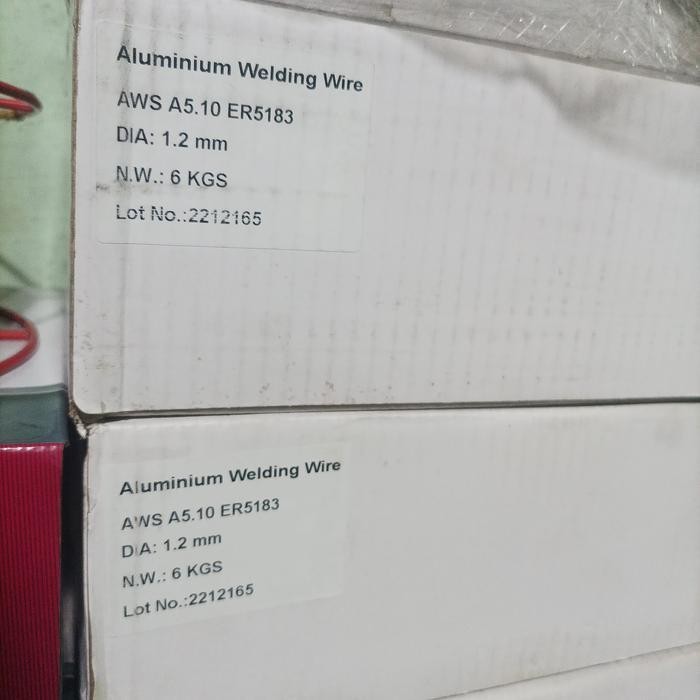 Aluminium Welding Wire
AWS A5.10 ER5183
DIA: 1.2 mm
N.W.: 6 KGS
Lot No.:2212165
Aluminium Welding Wire
AWS A5.10 ER5183
DIA: 1.2 mm
N.W.: 6 KGS
Lot No.:2212165